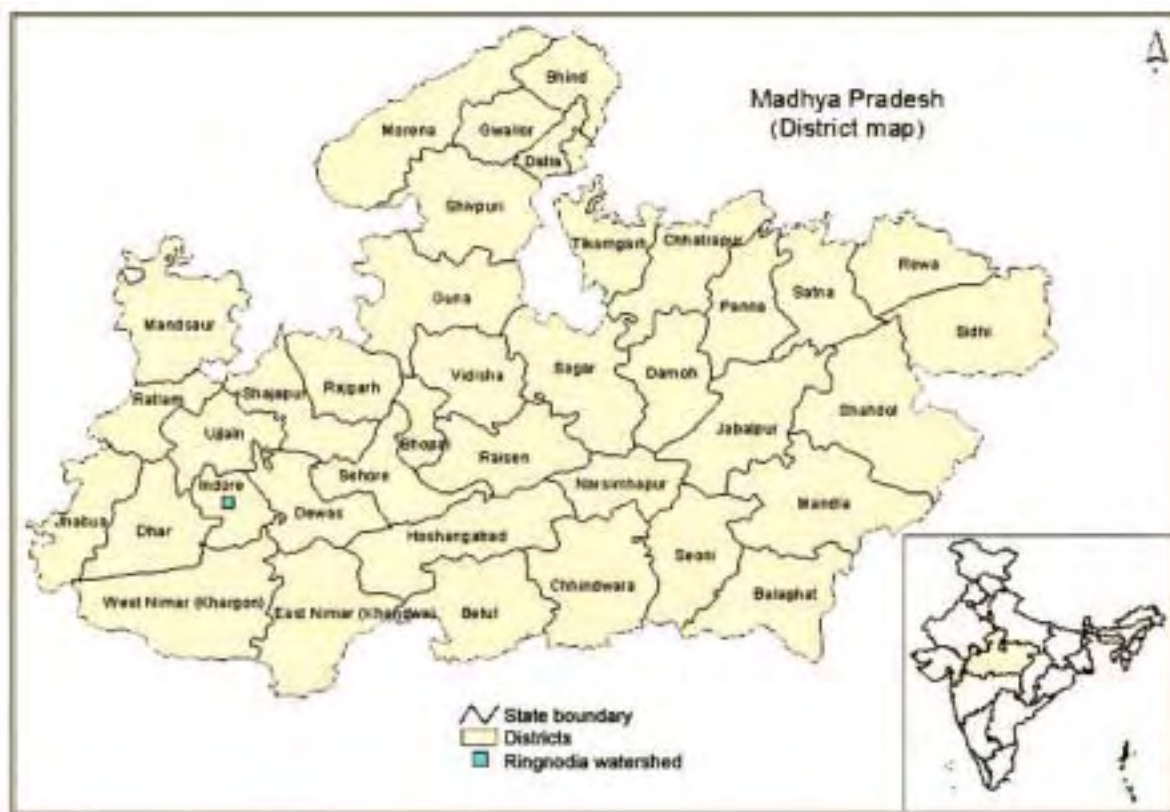 Madhya Pradesh
(District map)
Bhind
Morena
Gwalior
Datia
Shivpuri
Tikamgarh
Chhatarpur
Rewa
Panna
Satna
Sidhi
Guna
Mandsaur
Vidisha
Sagar
Damoh
Shajapur
Rajgarh
Ratlam
Shahdol
Ujjain
Bhopal
Raisen
Jabalpur
Indore
Sehore
Narsimhapur
Mandla
Jhabua
Dhar
Dewas
Hoshangabad
Seoni
Chhindwara
Balaghat
West Nimar (Khargon)
East Nimar (Khandwa)
Betul
State boundary
Districts
Ringnodia watershed